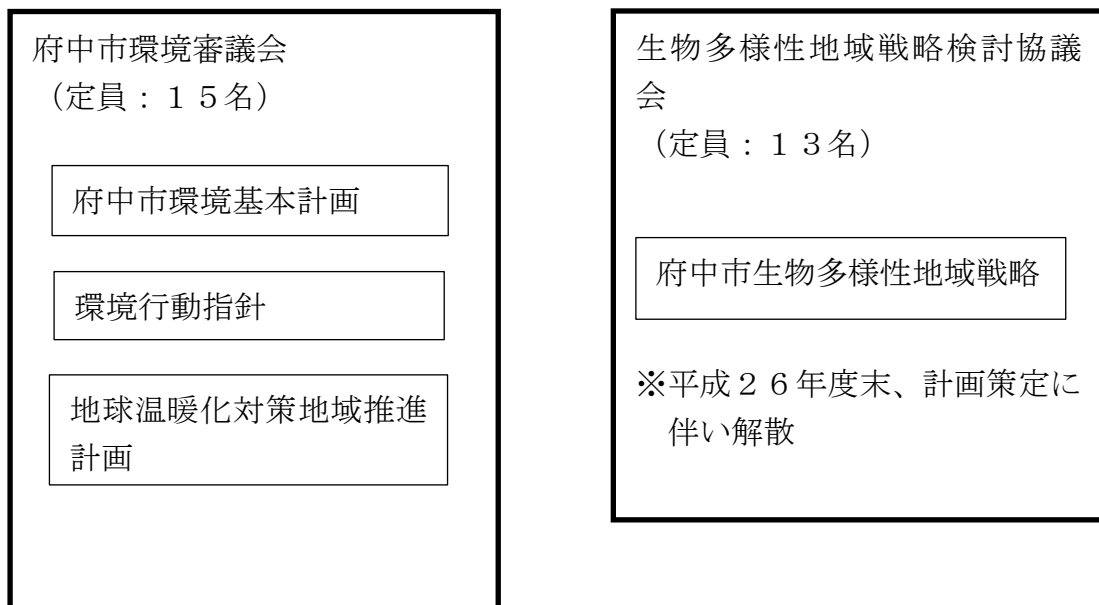 府中市環境審議会
（定員：１５名）
府中市環境基本計画
環境行動指針
地球温暖化対策地域推進
計画
生物多様性地域戦略検討協議
会
（定員：１３名）
府中市生物多様性地域戦略
※平成２６年度末、計画策定に
伴い解散